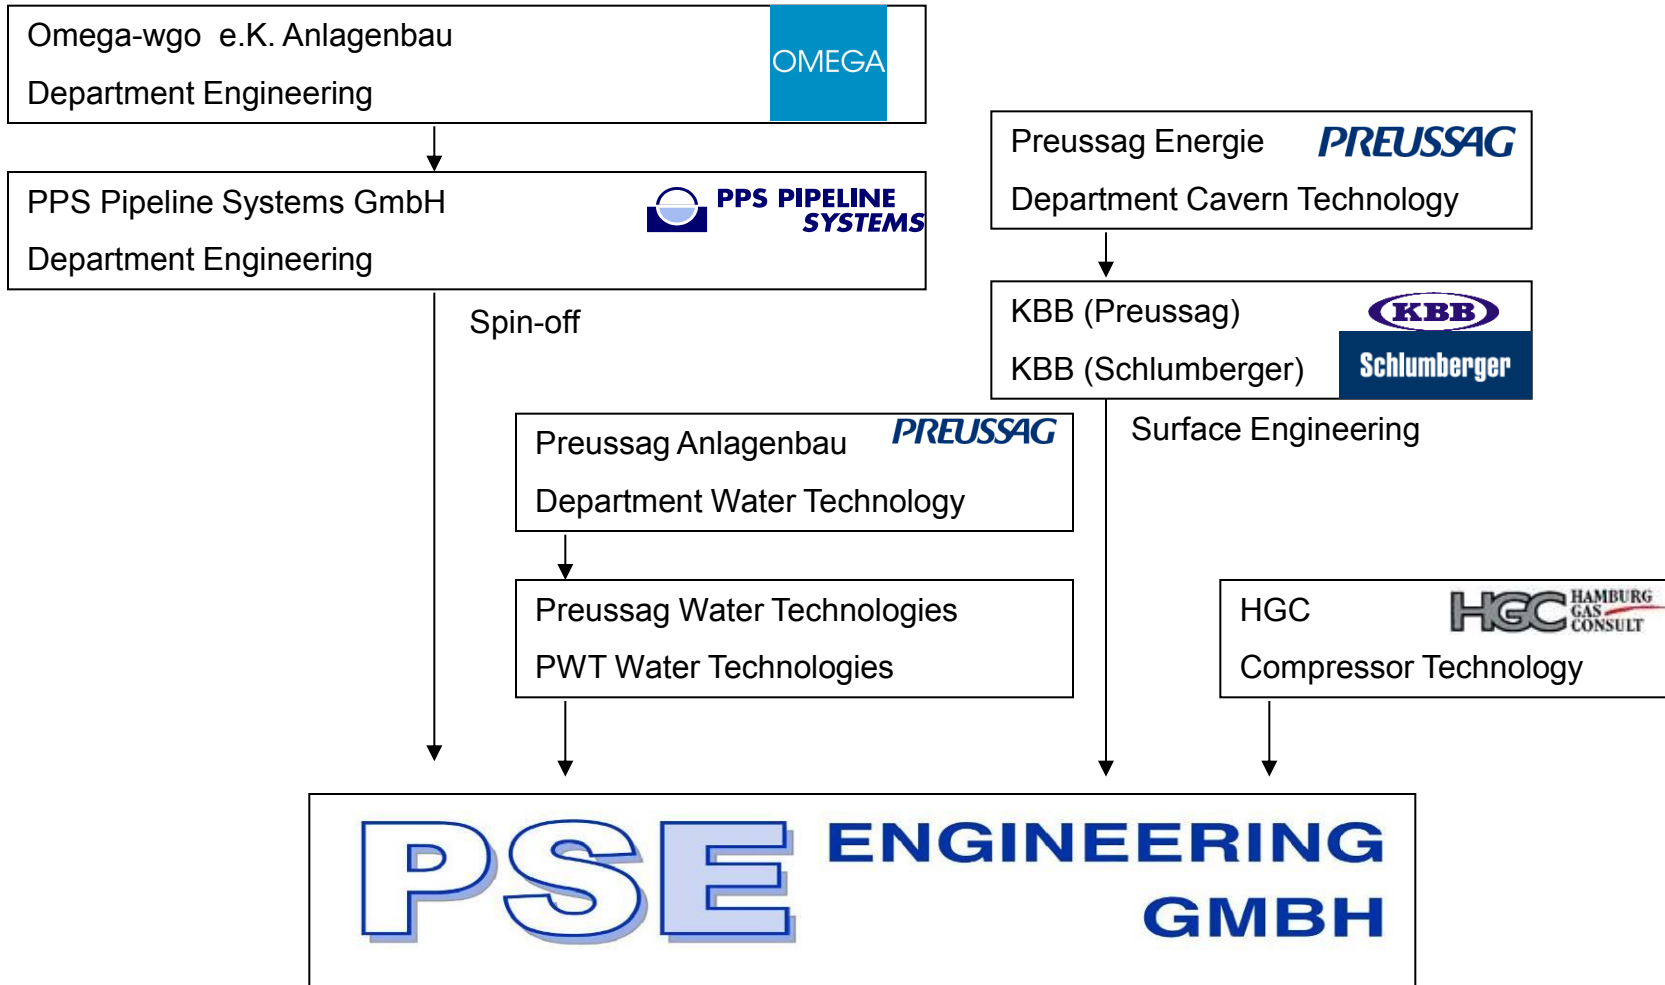 Omega-wgo e.K. Anlagenbau
OMEGA
Department Engineering
PPS Pipeline Systems GmbH
PPS PIPELINE
SYSTEMS
Department Engineering
Spin-off
Preussag Energie
PREUSSAG
Department Cavern Technology
KBB (Preussag)
KBB
KBB (Schlumberger)
Schlumberger
Surface Engineering
Preussag Anlagenbau
PREUSSAG
Department Water Technology
Preussag Water Technologies
PWT Water Technologies
HGC
HGC
HAMBURG
GAS
CONSULT
Compressor Technology
PSE
ENGINEERING
GMBH